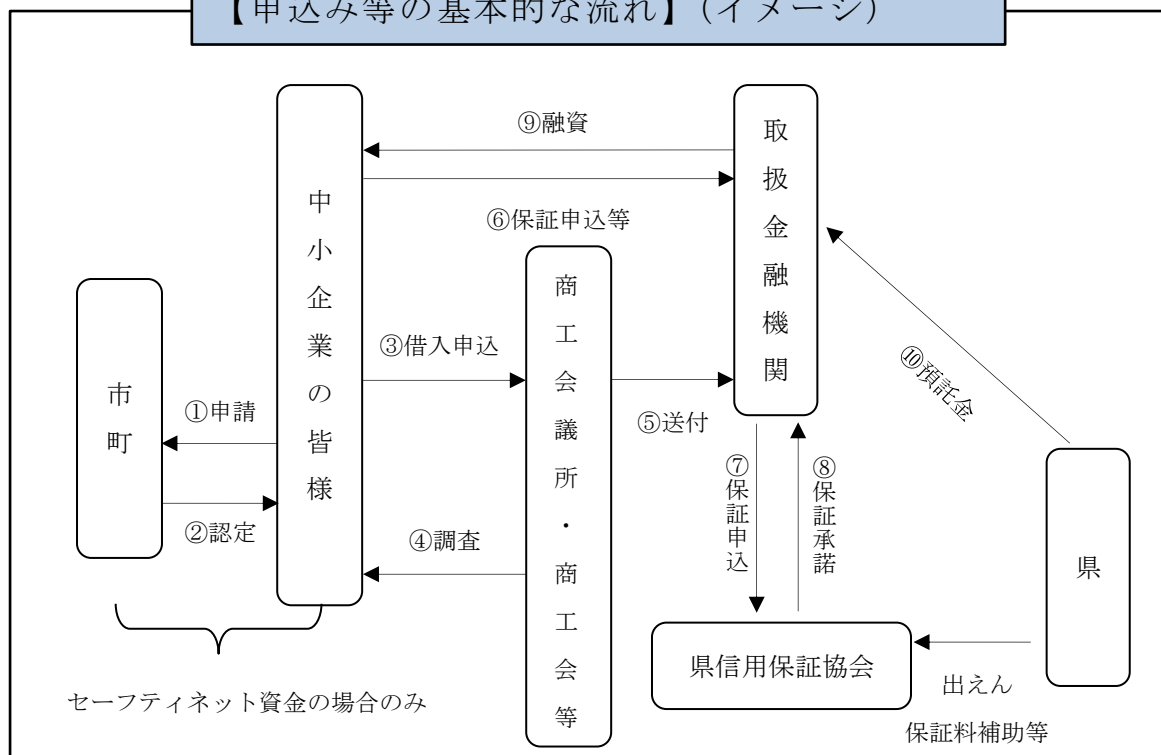 【申込み等の基本的な流れ】(イメージ)
⑨融資
⑥保証申込等
取扱金融機関
中小企業の皆様
市町
①申請
②認定
③借入申込
④調査
商工会議所・商工会等
⑤送付
⑦保証申込
⑧保証承諾
⑩預託金
県
県信用保証協会
出えん
保証料補助等
セーフティネット資金の場合のみ